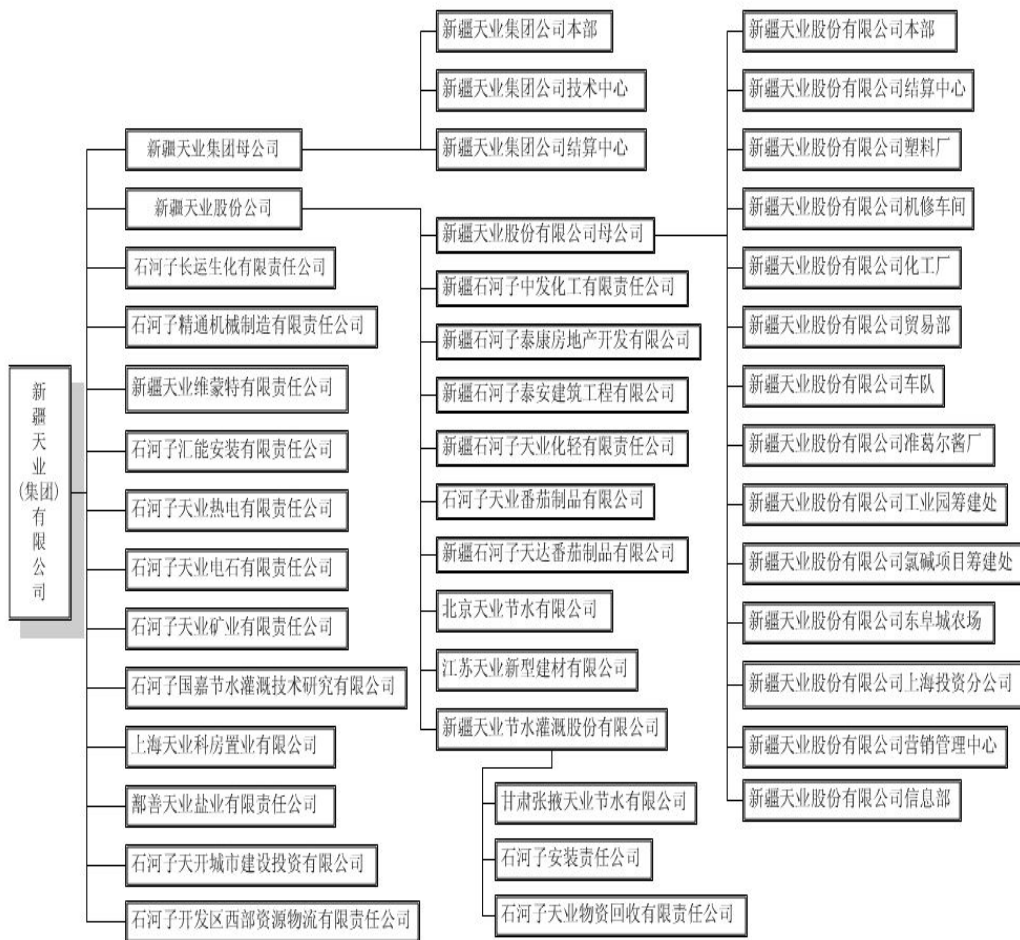 新疆天业(集团)有限公司
新疆天业集团母公司
新疆天业股份公司
石河子长运生化有限责任公司
石河子精通机械制造有限责任公司
新疆天业维蒙特有限责任公司
石河子汇能安装有限责任公司
石河子天业热电有限责任公司
石河子天业电石有限责任公司
石河子天业矿业有限责任公司
石河子国嘉节水灌溉技术研究有限公司
上海天业科房置业有限公司
鄯善天业盐业有限责任公司
石河子天开城市建设投资有限公司
石河子开发区西部资源物流有限责任公司
新疆天业集团公司本部
新疆天业集团公司技术中心
新疆天业集团公司结算中心
新疆天业股份有限公司母公司
新疆石河子中发化工有限责任公司
新疆石河子泰康房地产开发有限公司
新疆石河子泰安建筑工程有限公司
新疆石河子天业化轻有限责任公司
石河子天业番茄制品有限公司
新疆石河子天达番茄制品有限公司
北京天业节水有限公司
江苏天业新型建材有限公司
新疆天业节水灌溉股份有限公司
甘肃张掖天业节水有限公司
石河子安装责任公司
石河子天业物资回收有限责任公司
新疆天业股份有限公司本部
新疆天业股份有限公司结算中心
新疆天业股份有限公司塑料厂
新疆天业股份有限公司机修车间
新疆天业股份有限公司化工厂
新疆天业股份有限公司贸易部
新疆天业股份有限公司车队
新疆天业股份有限公司准葛尔酱厂
新疆天业股份有限公司工业园筹建处
新疆天业股份有限公司氯碱项目筹建处
新疆天业股份有限公司东阜城农场
新疆天业股份有限公司上海投资分公司
新疆天业股份有限公司营销管理中心
新疆天业股份有限公司信息部